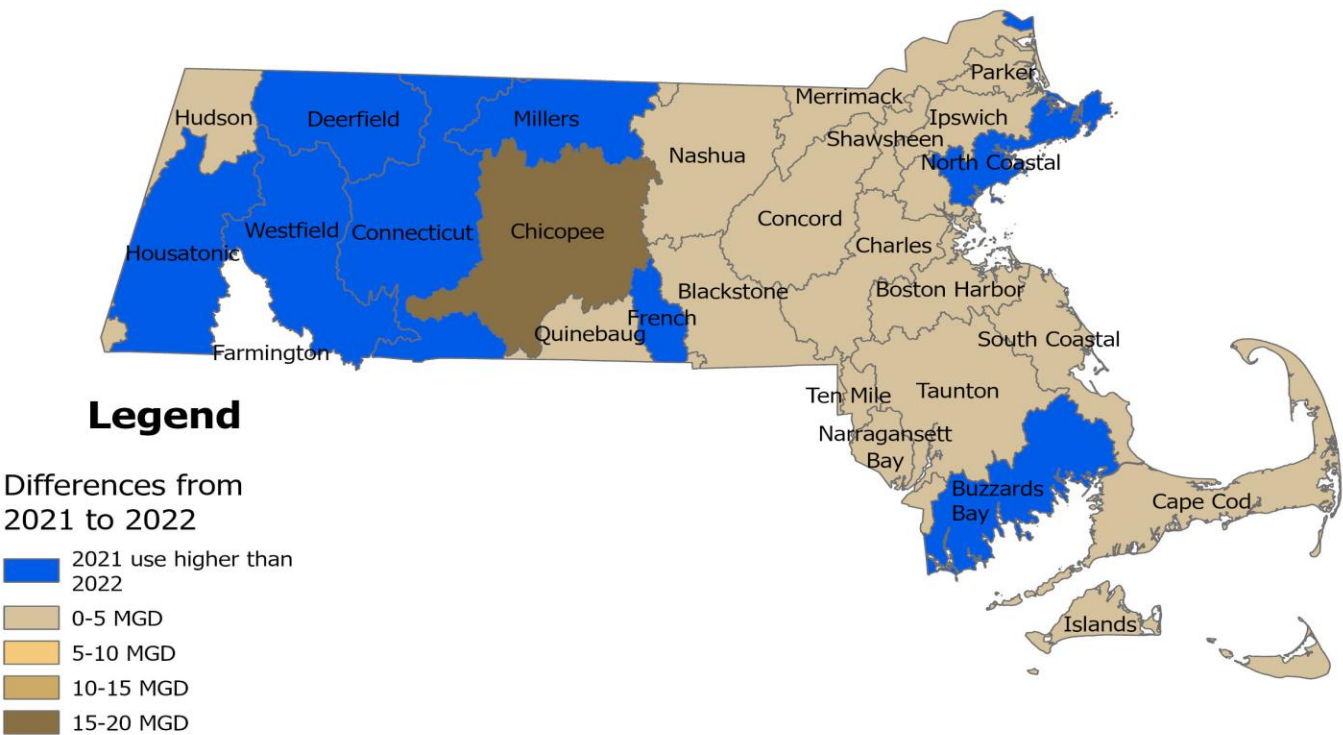 Parker
Merrimack
Hudson
Deerfield
Millers
Ipswich
Shawsheen
Nashua
North Coastal
Concord
Westfield
Connecticut
Chicopee
Charles
Housatonic
Blackstone
Boston Harbor
French
Quinebaug
South Coastal
Farmington
Ten Mile
Taunton
Narragansett
Bay
Buzzards
Bay
Cape Cod
Islands
Legend
Differences from
2021 to 2022
2021 use higher than
2022
0-5 MGD
5-10 MGD
10-15 MGD
15-20 MGD